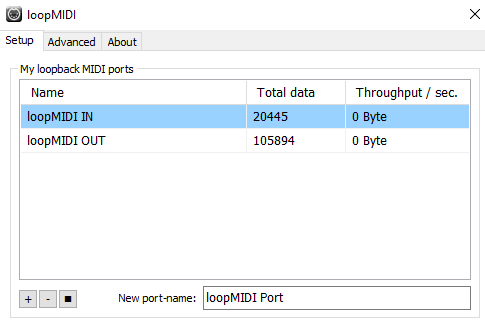 loopMIDI
Setup Advanced About
My loopback MIDI ports
Name Total data Throughput / sec.
loopMIDI IN 20445 0 Byte
loopMIDI OUT 105894 0 Byte
+ - ■ New port-name: loopMIDI Port